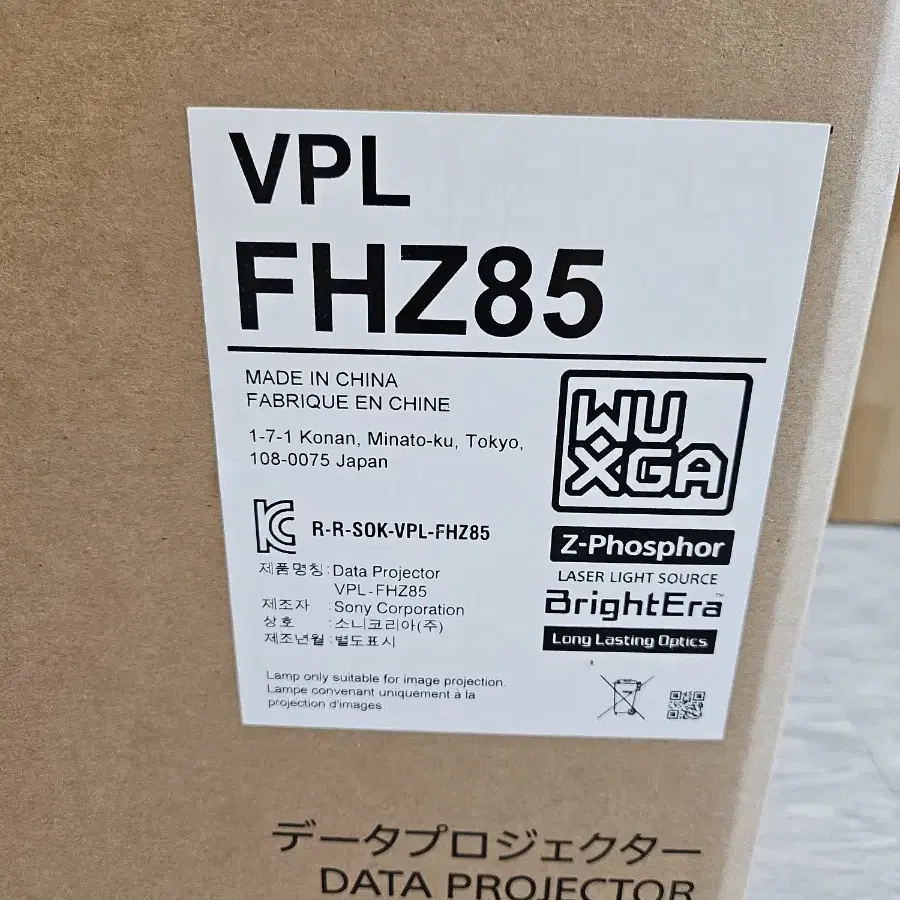 VPL
FHZ85
MADE IN CHINA
FABRIQUE EN CHINE
1-7-1 Konan, Minato-ku, Tokyo,
108-0075 Japan
WU
XGA
R-R-SOK-VPL-FHZ85
Z-Phosphor
LASER LIGHT SOURCE
BrightEra™
Long Lasting Optics
제품명칭:Data Projector
VPL-FHZ85
제조자 :Sony Corporation
상호 :소니코리아(주)
제조년월 :별도표시
Lamp only suitable for image projection.
Lampe convenant uniquement à la
projection d'images.
データプロジェクター
DATA PROJECTOR